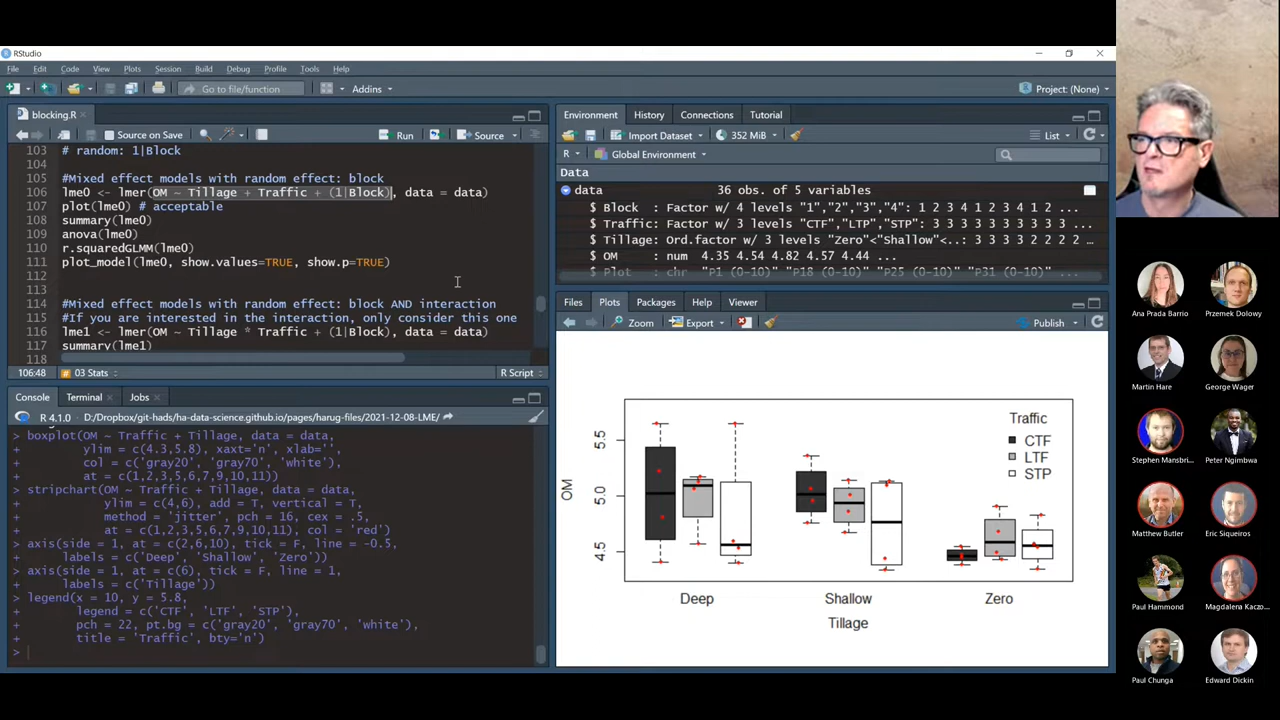 RStudio
File Edit Code View Plots Session Build Debug Profile Tools Help
Go to file/function Addins Project: (None)
blocking.R
Source on Save Run Source
103 # random: 1|Block
104
105 #Mixed effect models with random effect: block
106 lme0 <- lmer(OM ~ Tillage + Traffic + (1|Block), data = data)
107 plot(lme0) # acceptable
108 summary(lme0)
109 anova(lme0)
110 r.squaredGLMM(lme0)
111 plot_model(lme0, show.values=TRUE, show.p=TRUE)
112
113
114 #Mixed effect models with random effect: block AND interaction
115 #If you are interested in the interaction, only consider this one
116 lme1 <- lmer(OM ~ Tillage * Traffic + (1|Block), data = data)
117 summary(lme1)
118
106:48 # 03 Stats R Script
Console Terminal Jobs
R 4.1.0 · D:/Dropbox/git-hads/ha-data-science.github.io/pages/harug-files/2021-12-08-LME/
> boxplot(OM ~ Traffic + Tillage, data = data,
+ ylim = c(4.3,5.8), xaxt='n', xlab='',
+ col = c('gray20', 'gray70', 'white'),
+ at = c(1,2,3,5,6,7,9,10,11))
> stripchart(OM ~ Traffic + Tillage, data = data,
+ ylim = c(4,6), add = T, vertical = T,
+ method = 'jitter', pch = 16, cex = .5,
+ at = c(1,2,3,5,6,7,9,10,11), col = 'red')
> axis(side = 1, at = c(2,6,10), tick = F, line = -0.5,
+ labels = c('Deep', 'Shallow', 'Zero'))
> axis(side = 1, at = c(6), tick = F, line = 1,
+ labels = c('Tillage'))
> legend(x = 10, y = 5.8,
+ legend = c('CTF', 'LTF', 'STP'),
+ pch = 22, pt.bg = c('gray20', 'gray70', 'white'),
+ title = 'Traffic', bty='n')
>
Environment History Connections Tutorial
Import Dataset 352 MiB List
R Global Environment
Data
data 36 obs. of 5 variables
$ Block : Factor w/ 4 levels "1","2","3","4": 1 2 3 4 1 2 3 4 1 2 ...
$ Traffic: Factor w/ 3 levels "CTF","LTP","STP": 3 3 3 3 3 3 3 3 3 3 ...
$ Tillage: Ord.factor w/ 3 levels "Zero"<"Shallow"<..: 3 3 3 3 2 2 2 2 ...
$ OM : num 4.35 4.54 4.82 4.57 4.44 ...
$ Plot : chr "P1 (0-10)" "P18 (0-10)" "P25 (0-10)" "P31 (0-10)" ...
Files Plots Packages Help Viewer
Zoom Export Publish
Traffic
CTF
LTF
STP
OM
5.5
5.0
4.5
Deep Shallow Zero
Tillage
Ana Prada Barrio Przemek Dolowy
Martin Hare George Wager
Stephen Mansbri... Peter Ngimbwa
Matthew Butler Eric Siqueiros
Paul Hammond Magdalena Kaczo...
Paul Chunga Edward Dickin